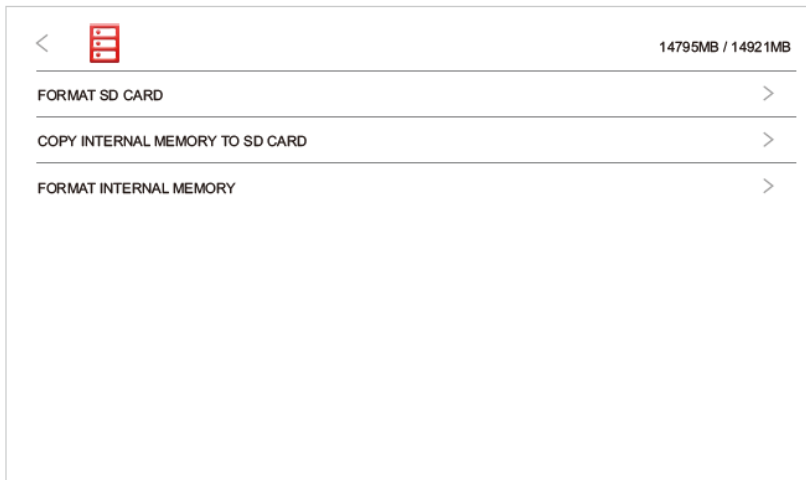 14795MB / 14921MB
FORMAT SD CARD
COPY INTERNAL MEMORY TO SD CARD
FORMAT INTERNAL MEMORY